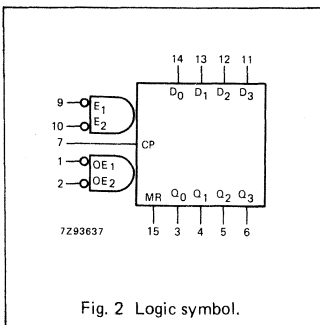 14 13 12 11
D0 D1 D2 D3
9 E1
10 E2
7 CP
1 OE1
2 OE2
MR Q0 Q1 Q2 Q3
7Z93637 15 3 4 5 6
Fig. 2 Logic symbol.